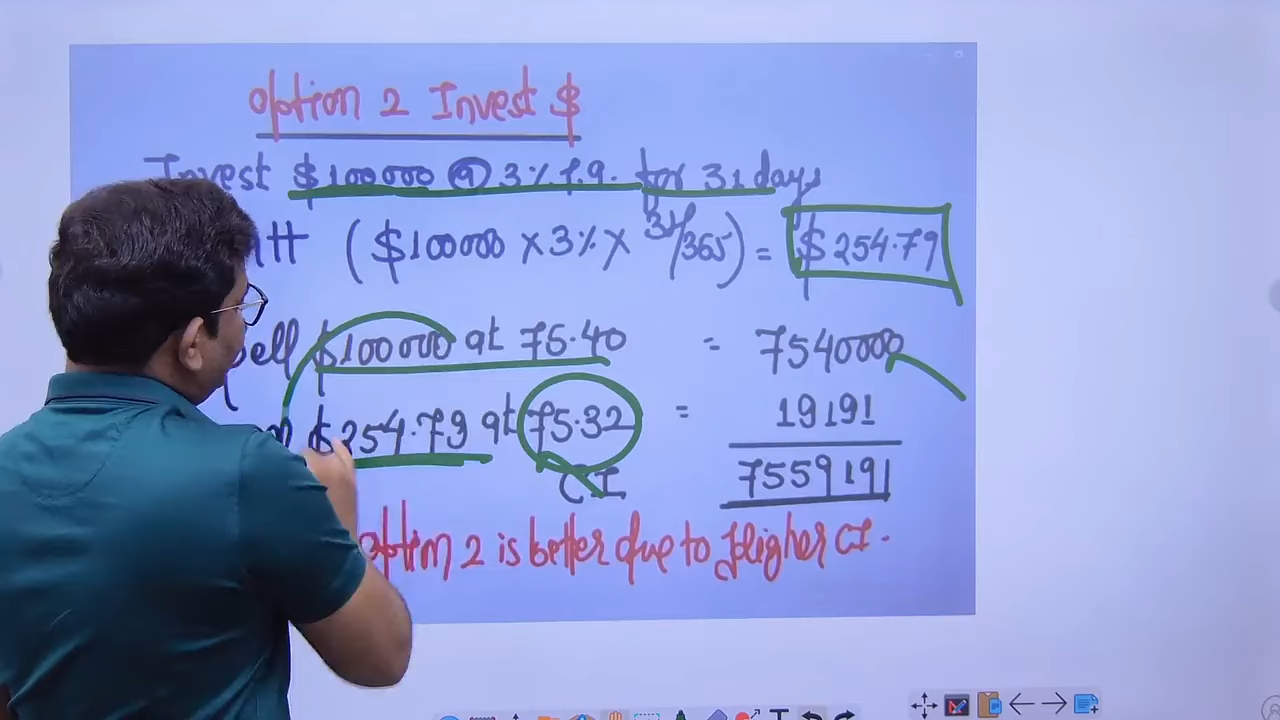 Option 2 Invest $
Invest $100000 @ 3% P.a. for 31 days
($100000 × 3% × 31/365) = $254.79
sell $100000 at 75.40 = 7540000
$254.79 at 75.32 = 19191
CI 7559191
option 2 is better due to Higher CI.